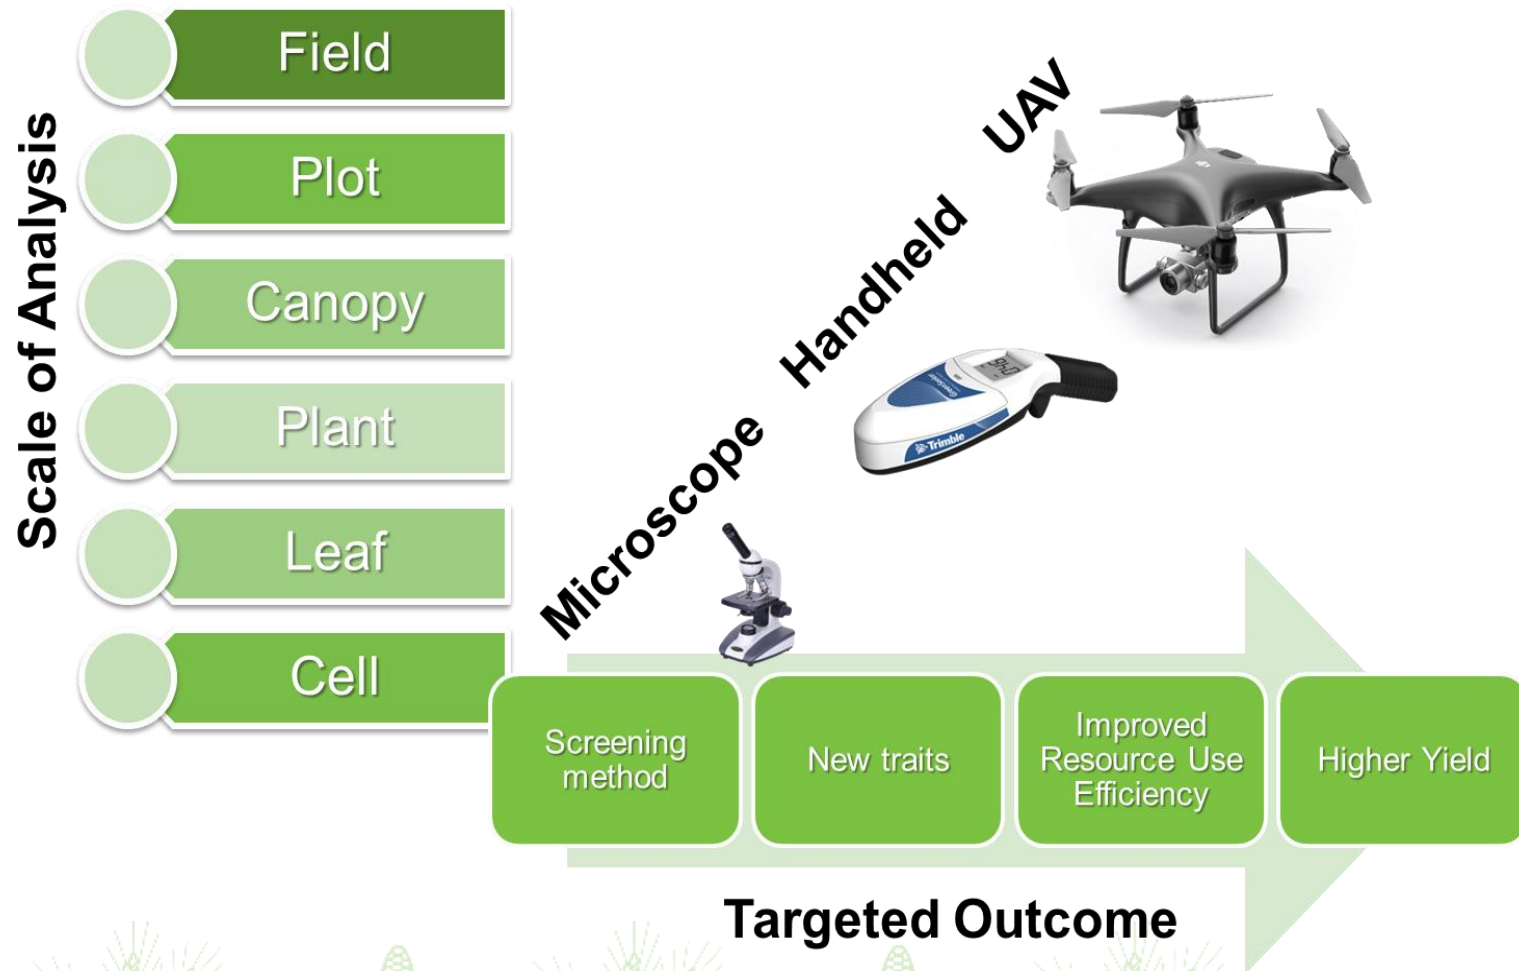 Scale of Analysis
Field
Plot
Canopy
Plant
Leaf
Cell
Microscope
Handheld
UAV
Trimble
GreenSeeker
Screening
method
New traits
Improved
Resource Use
Efficiency
Higher Yield
Targeted Outcome